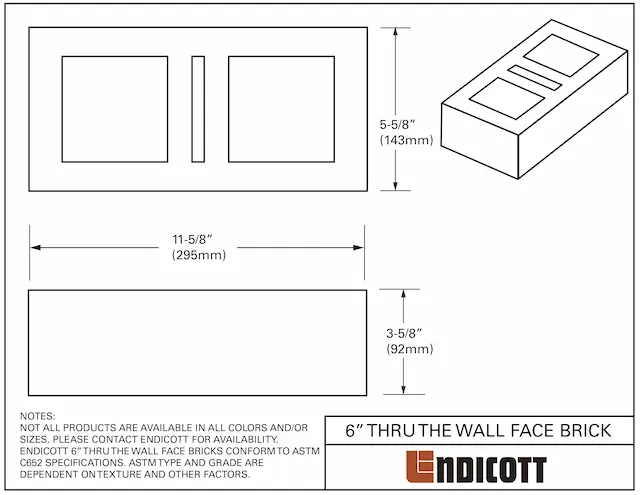 5-5/8"
(143mm)
11-5/8"
(295mm)
3-5/8"
(92mm)
NOTES:
NOT ALL PRODUCTS ARE AVAILABLE IN ALL COLORS AND/OR
SIZES. PLEASE CONTACT ENDICOTT FOR AVAILABILITY.
ENDICOTT 6" THRU THE WALL FACE BRICKS CONFORM TO ASTM
C652 SPECIFICATIONS. ASTM TYPE AND GRADE ARE
DEPENDENT ON TEXTURE AND OTHER FACTORS.
6" THRU THE WALL FACE BRICK
ENDICOTT